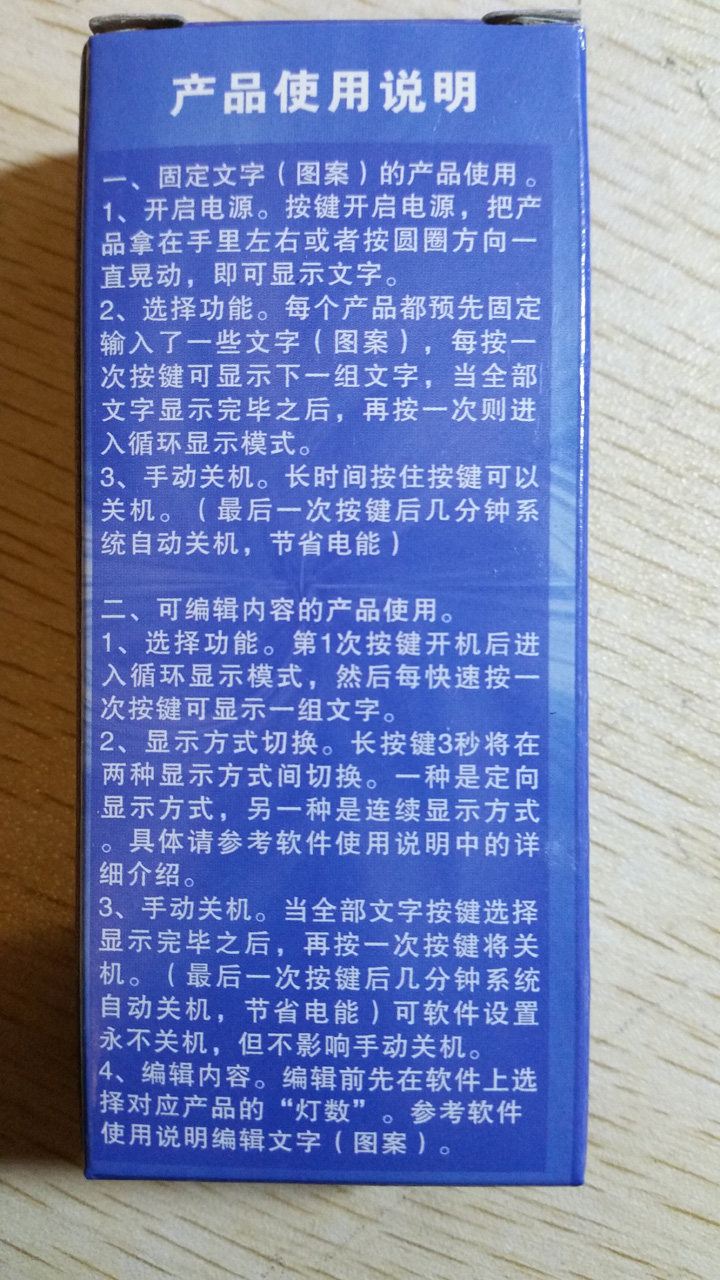 产品使用说明
一、固定文字（图案）的产品使用。
1、开启电源。按键开启电源，把产
品拿在手里左右或者按圆圈方向一
直晃动，即可显示文字。
2、选择功能。每个产品都预先固定
输入了一些文字（图案），每按一
次按键可显示下一组文字，当全部
文字显示完毕之后，再按一次则进
入循环显示模式。
3、手动关机。长时间按住按键可以
关机。（最后一次按键后几分钟系
统自动关机，节省电能）
二、可编辑内容的产品使用。
1、选择功能。第1次按键开机后进
入循环显示模式，然后每快速按一
次按键可显示一组文字。
2、显示方式切换。长按键3秒将在
两种显示方式间切换。一种是定向
显示方式，另一种是连续显示方式
。具体请参考软件使用说明中的详
细介绍。
3、手动关机。当全部文字按键选择
显示完毕之后，再按一次按键将关
机。（最后一次按键后几分钟系统
自动关机，节省电能）可软件设置
永不关机，但不影响手动关机。
4、编辑内容。编辑前先在软件上选
择对应产品的“灯数”。参考软件
使用说明编辑文字（图案）。